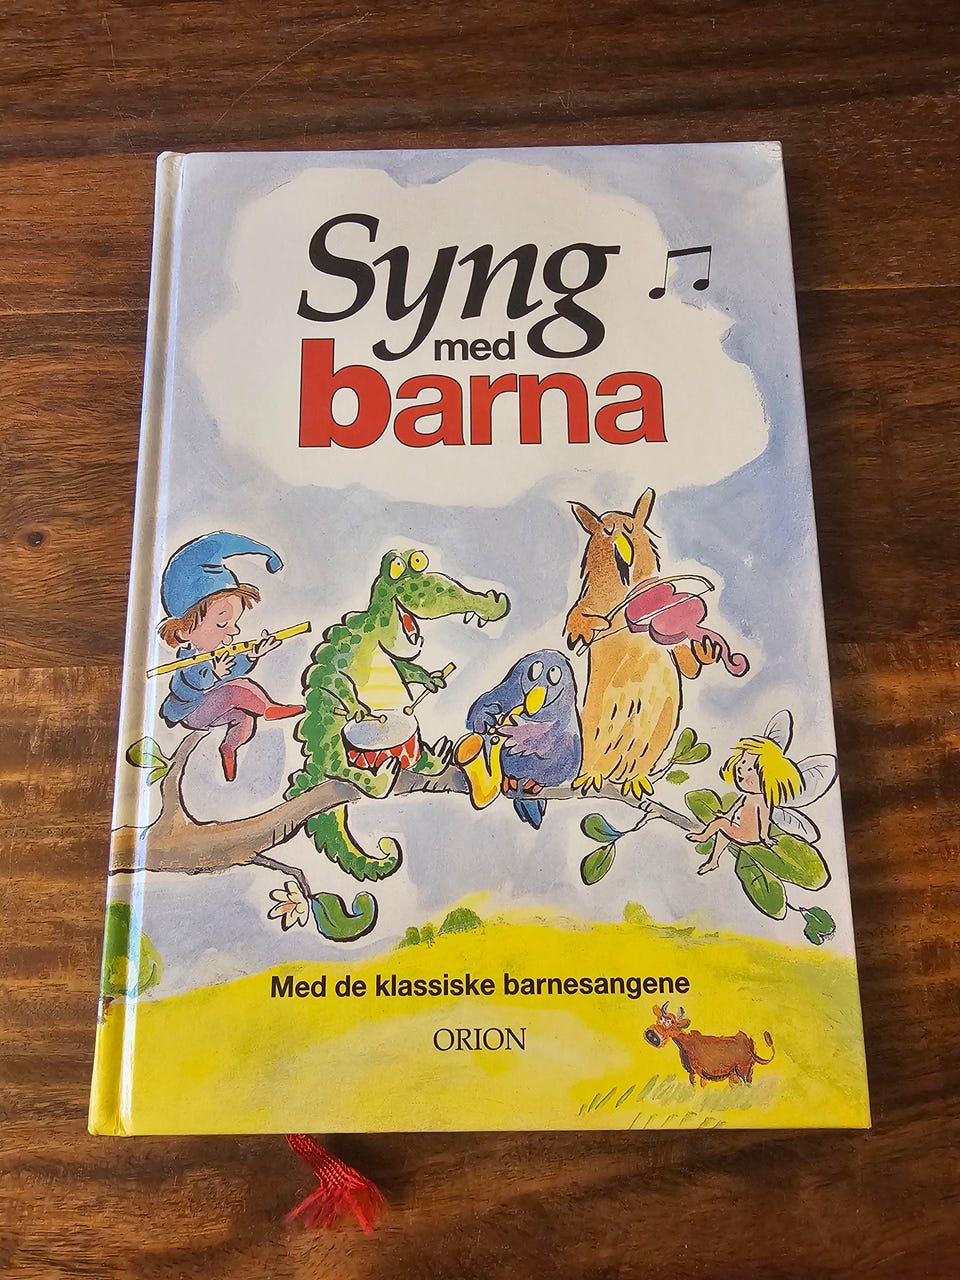 Syng
med
barna
Med de klassiske barnesangene
ORION